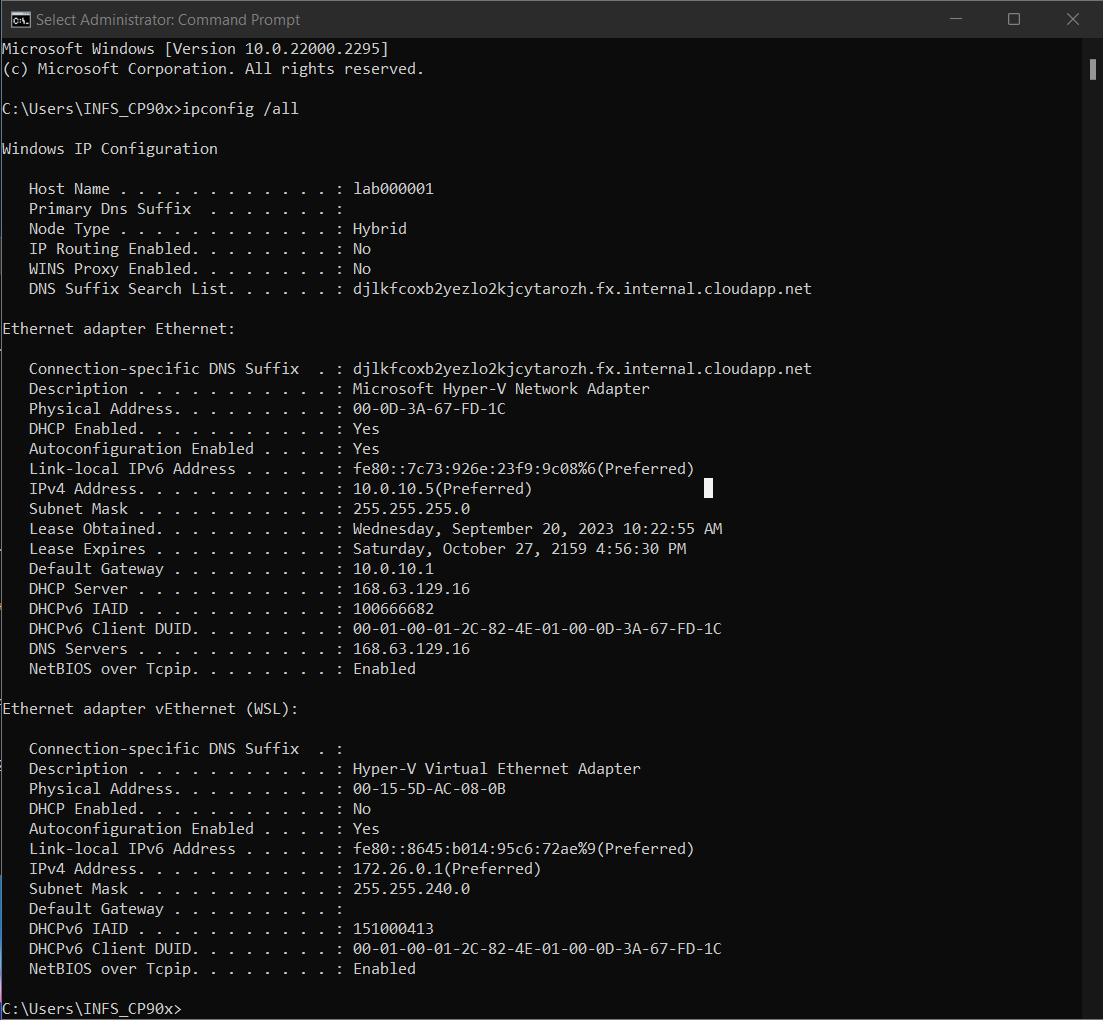 Select Administrator: Command Prompt
Microsoft Windows [Version 10.0.22000.2295]
(c) Microsoft Corporation. All rights reserved.
C:\Users\INFS_CP90x>ipconfig /all
Windows IP Configuration
Host Name . . . . . . . . . . . . : lab000001
Primary Dns Suffix  . . . . . . . :
Node Type . . . . . . . . . . . . : Hybrid
IP Routing Enabled. . . . . . . . : No
WINS Proxy Enabled. . . . . . . . : No
DNS Suffix Search List. . . . . . : djlkfcoxb2yezlo2kjcytarozh.fx.internal.cloudapp.net
Ethernet adapter Ethernet:
Connection-specific DNS Suffix  . : djlkfcoxb2yezlo2kjcytarozh.fx.internal.cloudapp.net
Description . . . . . . . . . . . : Microsoft Hyper-V Network Adapter
Physical Address. . . . . . . . . : 00-0D-3A-67-FD-1C
DHCP Enabled. . . . . . . . . . . : Yes
Autoconfiguration Enabled . . . . : Yes
Link-local IPv6 Address . . . . . : fe80::7c73:926e:23f9:9c08%6(Preferred)
IPv4 Address. . . . . . . . . . . : 10.0.10.5(Preferred)
Subnet Mask . . . . . . . . . . . : 255.255.255.0
Lease Obtained. . . . . . . . . . : Wednesday, September 20, 2023 10:22:55 AM
Lease Expires . . . . . . . . . . : Saturday, October 27, 2159 4:56:30 PM
Default Gateway . . . . . . . . . : 10.0.10.1
DHCP Server . . . . . . . . . . . : 168.63.129.16
DHCPv6 IAID . . . . . . . . . . . : 100666682
DHCPv6 Client DUID. . . . . . . . : 00-01-00-01-2C-82-4E-01-00-0D-3A-67-FD-1C
DNS Servers . . . . . . . . . . . : 168.63.129.16
NetBIOS over Tcpip. . . . . . . . : Enabled
Ethernet adapter vEthernet (WSL):
Connection-specific DNS Suffix  . :
Description . . . . . . . . . . . : Hyper-V Virtual Ethernet Adapter
Physical Address. . . . . . . . . : 00-15-5D-AC-08-0B
DHCP Enabled. . . . . . . . . . . : No
Autoconfiguration Enabled . . . . : Yes
Link-local IPv6 Address . . . . . : fe80::8645:b014:95c6:72ae%9(Preferred)
IPv4 Address. . . . . . . . . . . : 172.26.0.1(Preferred)
Subnet Mask . . . . . . . . . . . : 255.255.240.0
Default Gateway . . . . . . . . . :
DHCPv6 IAID . . . . . . . . . . . : 151000413
DHCPv6 Client DUID. . . . . . . . : 00-01-00-01-2C-82-4E-01-00-0D-3A-67-FD-1C
NetBIOS over Tcpip. . . . . . . . : Enabled
C:\Users\INFS_CP90x>